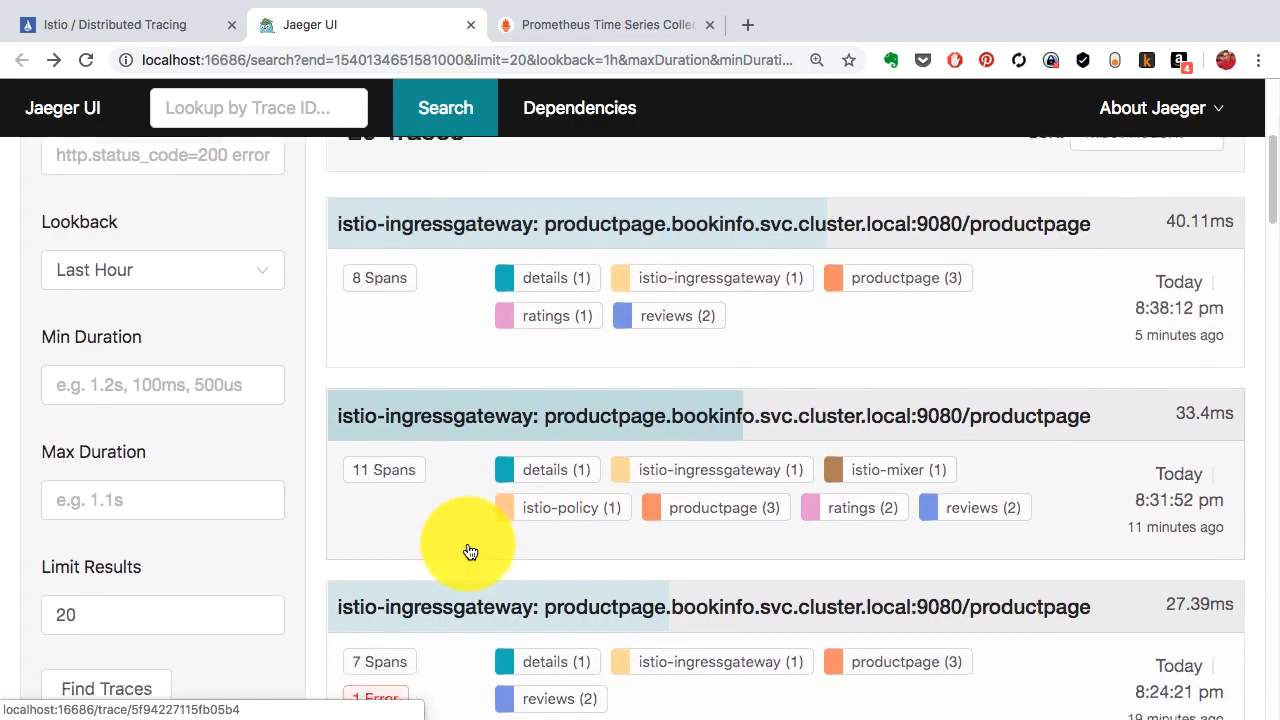 Istio / Distributed Tracing
Jaeger UI
Prometheus Time Series Collec
localhost:16686/search?end=1540134651581000&limit=20&lookback=1h&maxDuration&minDurati...
4
Jaeger UI
Lookup by Trace ID...
Search
Dependencies
About Jaeger
http.status_code=200 error
Lookback
Last Hour
Min Duration
e.g. 1.2s, 100ms, 500us
Max Duration
e.g. 1.1s
Limit Results
20
Find Traces
istio-ingressgateway: productpage.bookinfo.svc.cluster.local:9080/productpage 40.11ms
8 Spans details (1) istio-ingressgateway (1) productpage (3) Today
ratings (1) reviews (2) 8:38:12 pm
5 minutes ago
istio-ingressgateway: productpage.bookinfo.svc.cluster.local:9080/productpage 33.4ms
11 Spans details (1) istio-ingressgateway (1) istio-mixer (1) Today
istio-policy (1) productpage (3) ratings (2) reviews (2) 8:31:52 pm
11 minutes ago
istio-ingressgateway: productpage.bookinfo.svc.cluster.local:9080/productpage 27.39ms
7 Spans details (1) istio-ingressgateway (1) productpage (3) Today
1 Error reviews (2) 8:24:21 pm
19 minutes ago
localhost:16686/trace/5f94227115fb05b4